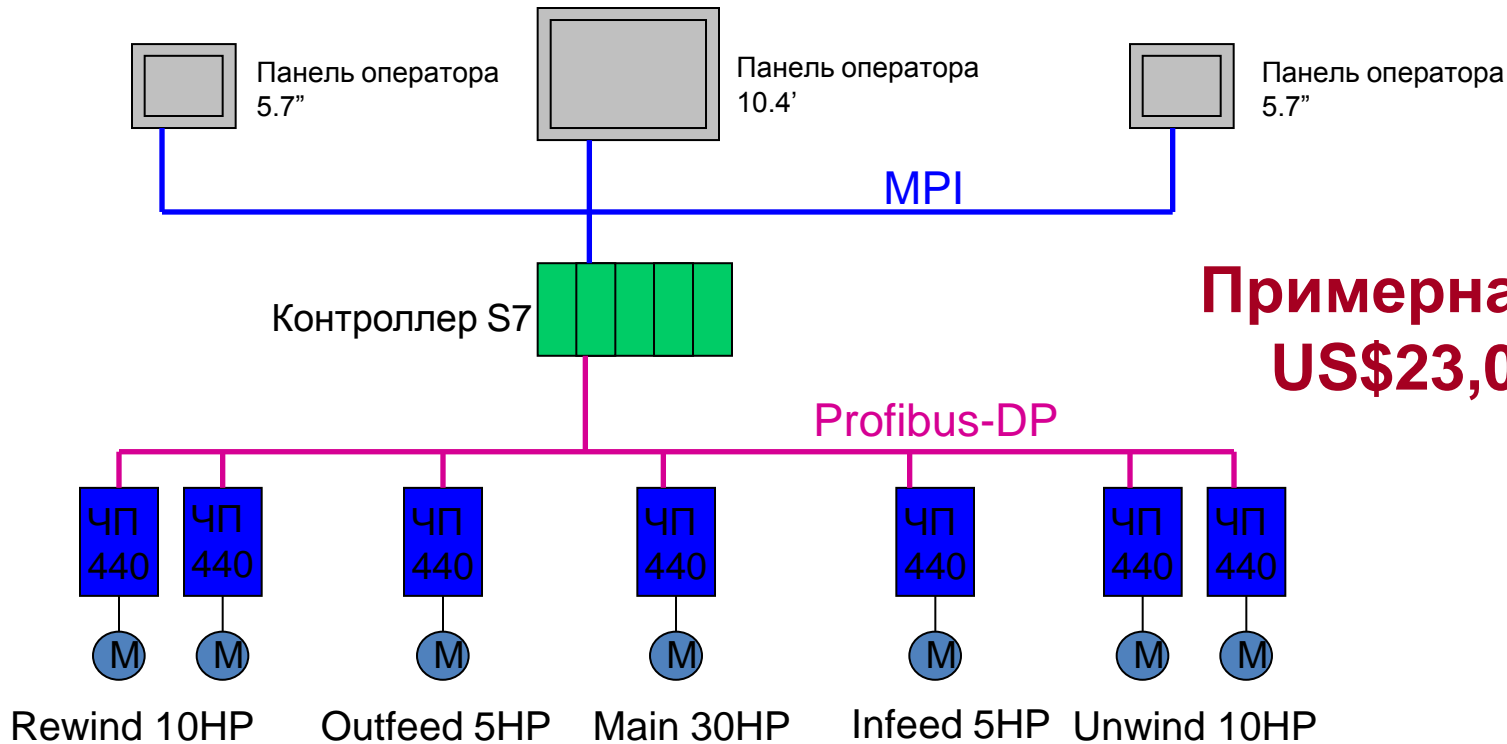 Панель оператора
5.7”
Панель оператора
10.4’
Панель оператора
5.7”
MPI
Контроллер S7
US$23,0
Profibus-DP
ЧП
440
ЧП
440
ЧП
440
ЧП
440
ЧП
440
ЧП
440
ЧП
440
M
M
M
M
M
M
M
Rewind 10HP
Outfeed 5HP
Main 30HP
Infeed 5HP
Unwind 10HP